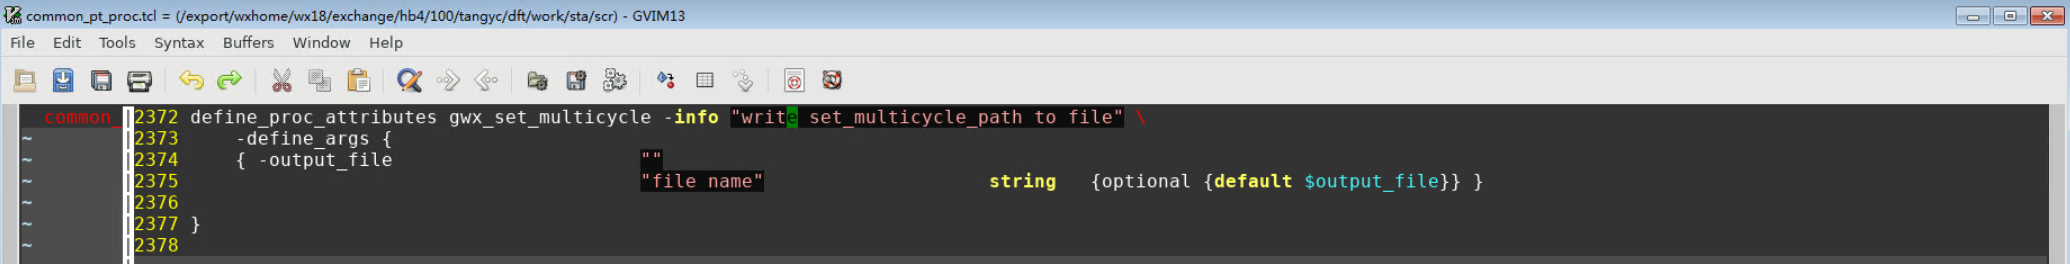 common_pt_proc.tcl = (/export/wxhome/wx18/exchange/hb4/100/tangyc/dft/work/sta/scr) - GVIM13
File Edit Tools Syntax Buffers Window Help
common_ 2372 define_proc_attributes gwx_set_multicycle -info "write set_multicycle_path to file" \
~ 2373 -define_args {
~ 2374 { -output_file ""
~ 2375 "file name" string {optional {default $output_file}} }
~ 2376
~ 2377 }
~ 2378